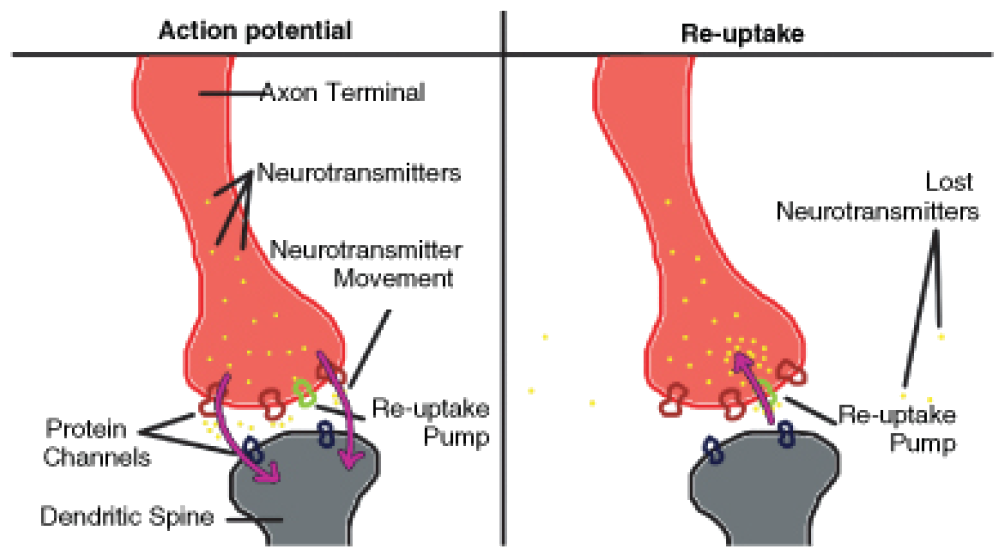 Action potential
Axon Terminal
Neurotransmitters
Neurotransmitter
Movement
Re-uptake
Pump
Protein
Channels
Dendritic Spine
Re-uptake
Lost
Neurotransmitters
Re-uptake
Pump